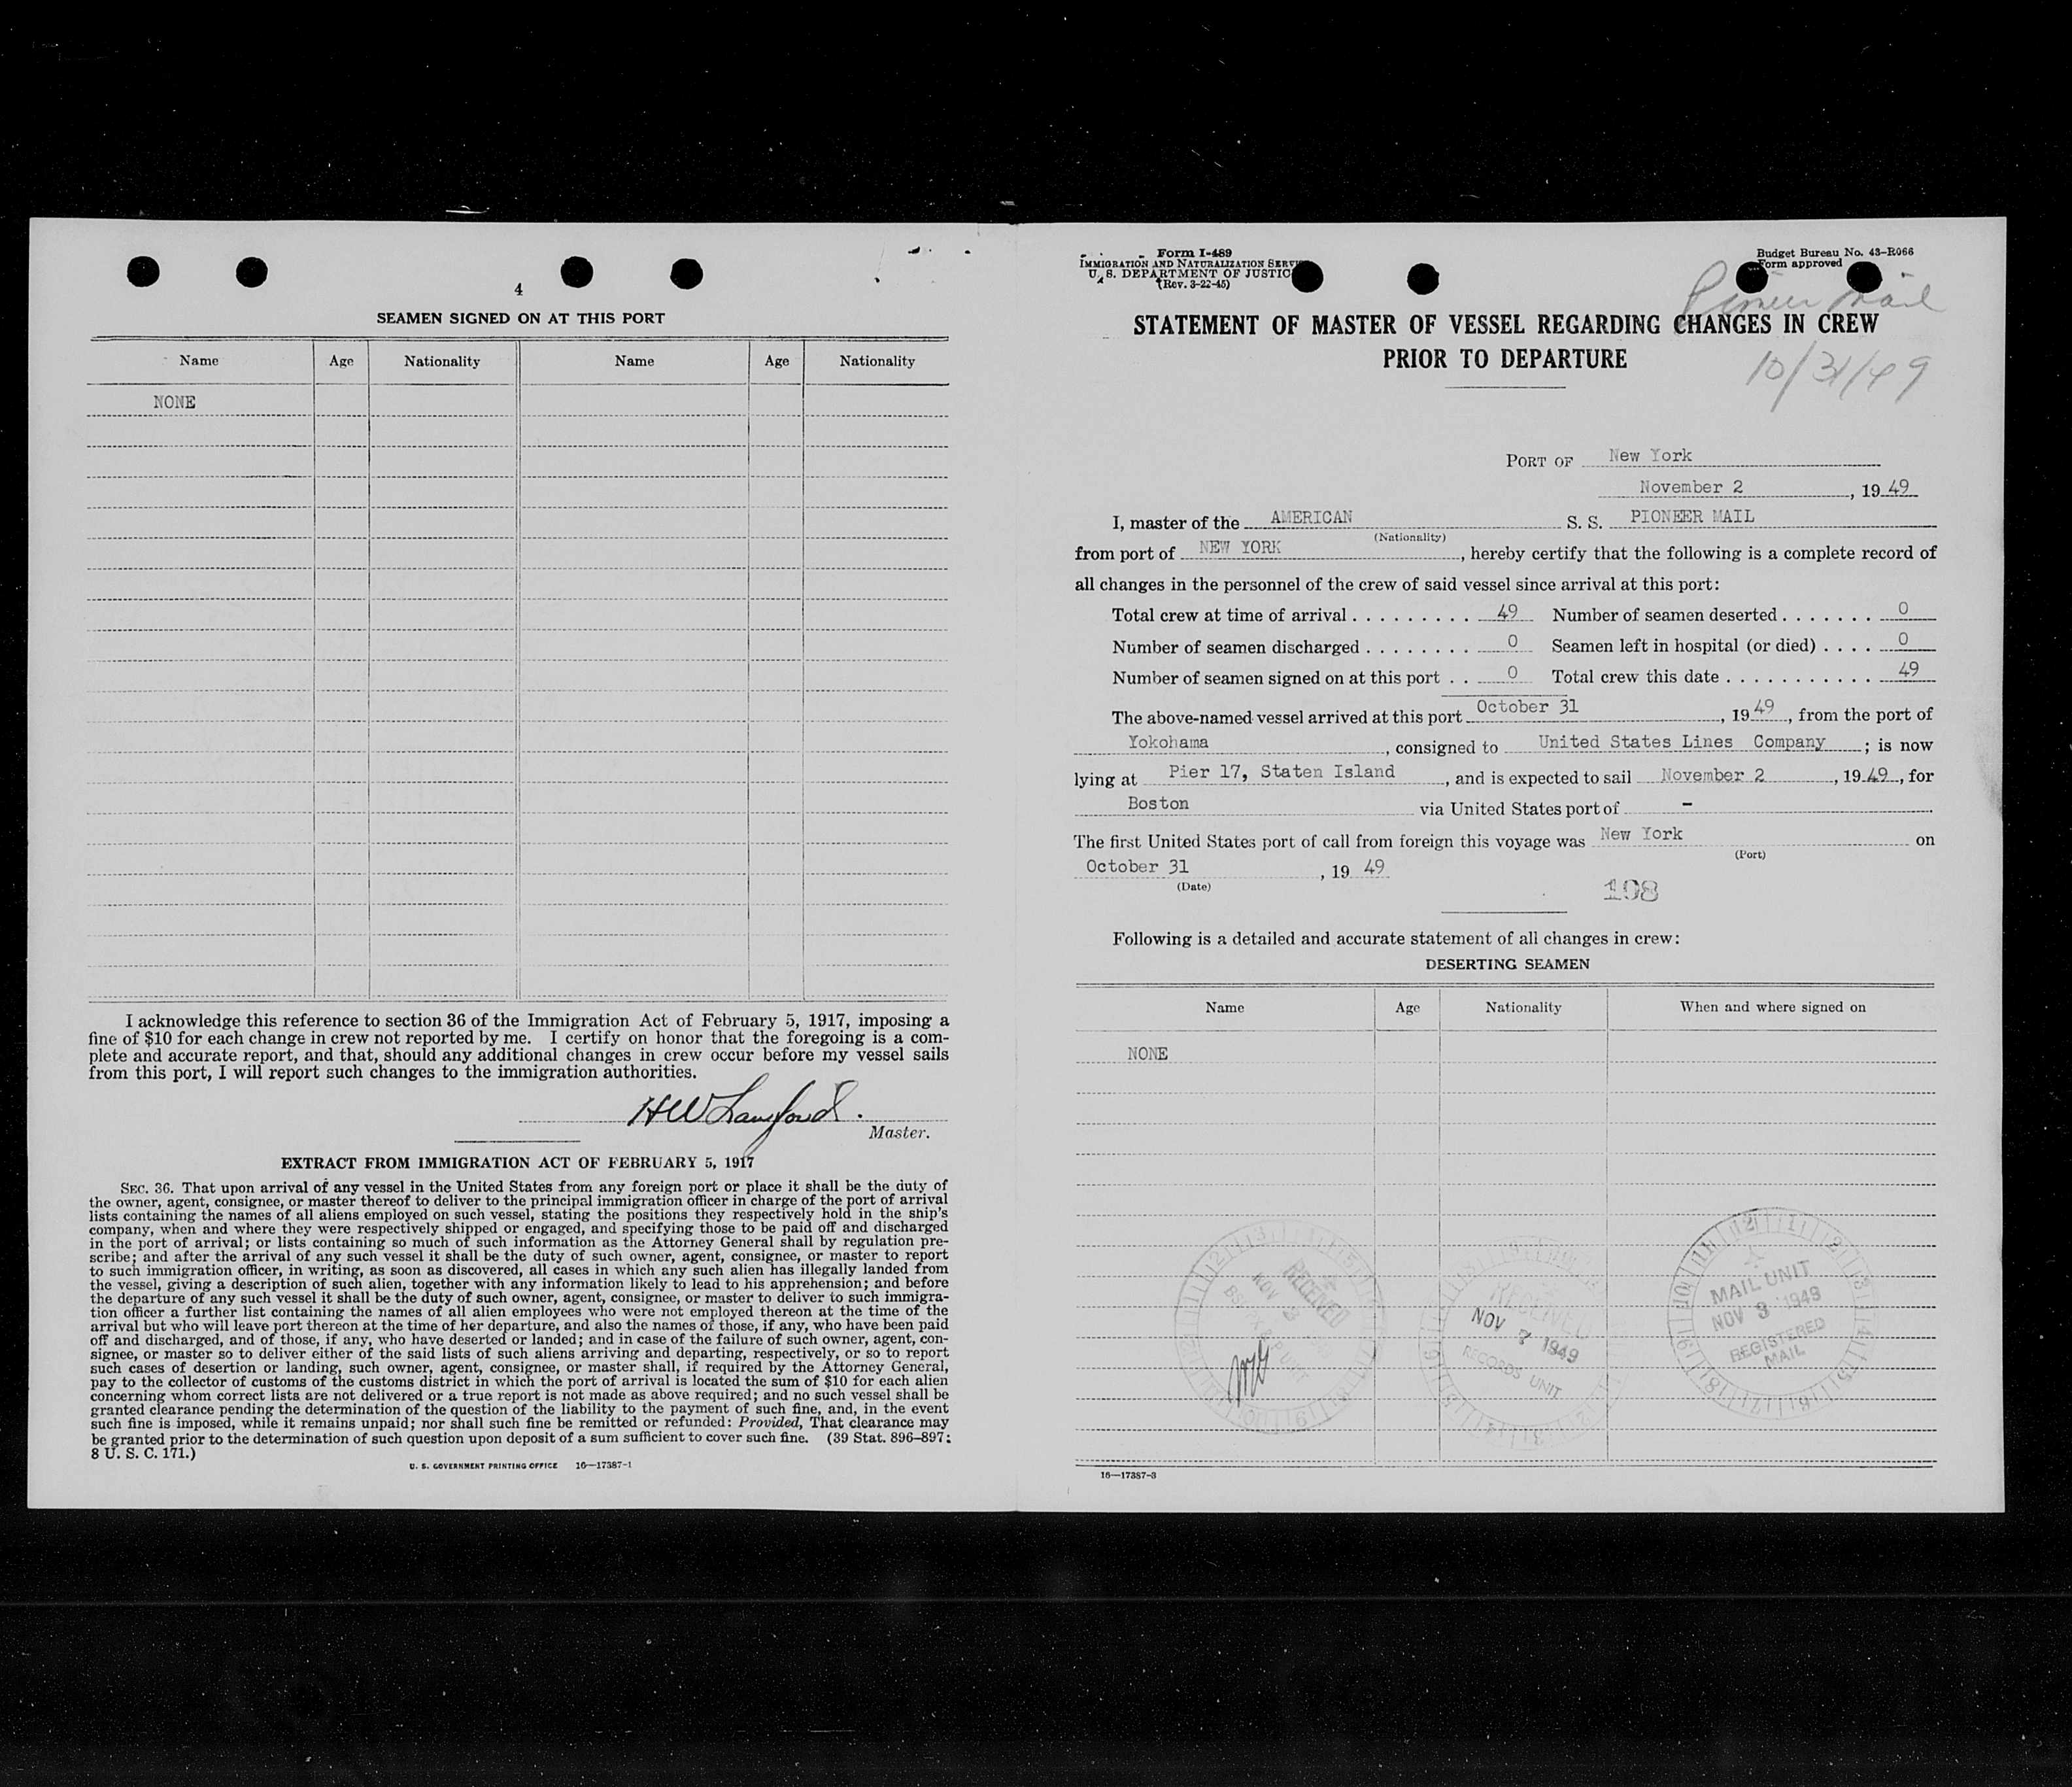 4
SEAMEN SIGNED ON AT THIS PORT
Name Age Nationality Name Age Nationality
NONE
I acknowledge this reference to section 36 of the Immigration Act of February 5, 1917, imposing a
fine of $10 for each change in crew not reported by me. I certify on honor that the foregoing is a com-
plete and accurate report, and that, should any additional changes in crew occur before my vessel sails
from this port, I will report such changes to the immigration authorities.
Master.
EXTRACT FROM IMMIGRATION ACT OF FEBRUARY 5, 1917
SEC. 36. That upon arrival of any vessel in the United States from any foreign port or place it shall be the duty of
the owner, agent, consignee, or master thereof to deliver to the principal immigration officer in charge of the port of arrival
lists containing the names of all aliens employed on such vessel, stating the positions they respectively hold in the ship's
company, when and where they were respectively shipped or engaged, and specifying those to be paid off and discharged
in the port of arrival; or lists containing so much of such information as the Attorney General shall by regulation pre-
scribe; and after the arrival of any such vessel it shall be the duty of such owner, agent, consignee, or master to report
to such immigration officer, in writing, as soon as discovered, all cases in which any such alien has illegally landed from
the vessel, giving a description of such alien, together with any information likely to lead to his apprehension; and before
the departure of any such vessel it shall be the duty of such owner, agent, consignee, or master to deliver to such immigra-
tion officer a further list containing the names of all alien employees who were not employed thereon at the time of the
arrival but who will leave port thereon at the time of her departure, and also the names of those, if any, who have been paid
off and discharged, and of those, if any, who have deserted or landed; and in case of the failure of such owner, agent, con-
signee, or master so to deliver either of the said lists of such aliens arriving and departing, respectively, or so to report
such cases of desertion or landing, such owner, agent, consignee, or master shall, if required by the Attorney General,
pay to the collector of customs of the customs district in which the port of arrival is located the sum of $10 for each alien
concerning whom correct lists are not delivered or a true report is not made as above required; and no such vessel shall be
granted clearance pending the determination of the question of the liability to the payment of such fine, and, in the event
such fine is imposed, while it remains unpaid; nor shall such fine be remitted or refunded: Provided, That clearance may
be granted prior to the determination of such question upon deposit of a sum sufficient to cover such fine. (39 Stat. 896–897;
8 U. S. C. 171.)
U. S. GOVERNMENT PRINTING OFFICE 16—17387-1
Form I-489
IMMIGRATION AND NATURALIZATION
U. S. DEPARTMENT OF
(Rev. 3-22-45)
Budget Bureau No. 43–R066
Form approved
Pioneer Mail
STATEMENT OF MASTER OF VESSEL REGARDING CHANGES IN CREW
PRIOR TO DEPARTURE
10/31/49
PORT OF New York
November 2, 1949
I, master of the AMERICAN S. S. PIONEER MAIL
(Nationality)
from port of NEW YORK, hereby certify that the following is a complete record of
all changes in the personnel of the crew of said vessel since arrival at this port:
Total crew at time of arrival . . . . . . . . . 49 Number of seamen deserted . . . . . . . 0
Number of seamen discharged . . . . . . . . 0 Seamen left in hospital (or died) . . . . 0
Number of seamen signed on at this port . . 0 Total crew this date . . . . . . . . . . . . 49
The above-named vessel arrived at this port October 31, 1949, from the port of
Yokohama, consigned to United States Lines Company; is now
lying at Pier 17, Staten Island, and is expected to sail November 2, 1949, for
Boston via United States port of –
The first United States port of call from foreign this voyage was New York on
(Port)
October 31, 19 49
(Date)
198
Following is a detailed and accurate statement of all changes in crew:
DESERTING SEAMEN
Name Age Nationality When and where signed on
NONE
RECEIVED
NOV
RECEIVED
NOV 7 1949
RECORDS UNIT
MAIL UNIT
NOV 3 1949
REGISTERED
MAIL
16—17387-3